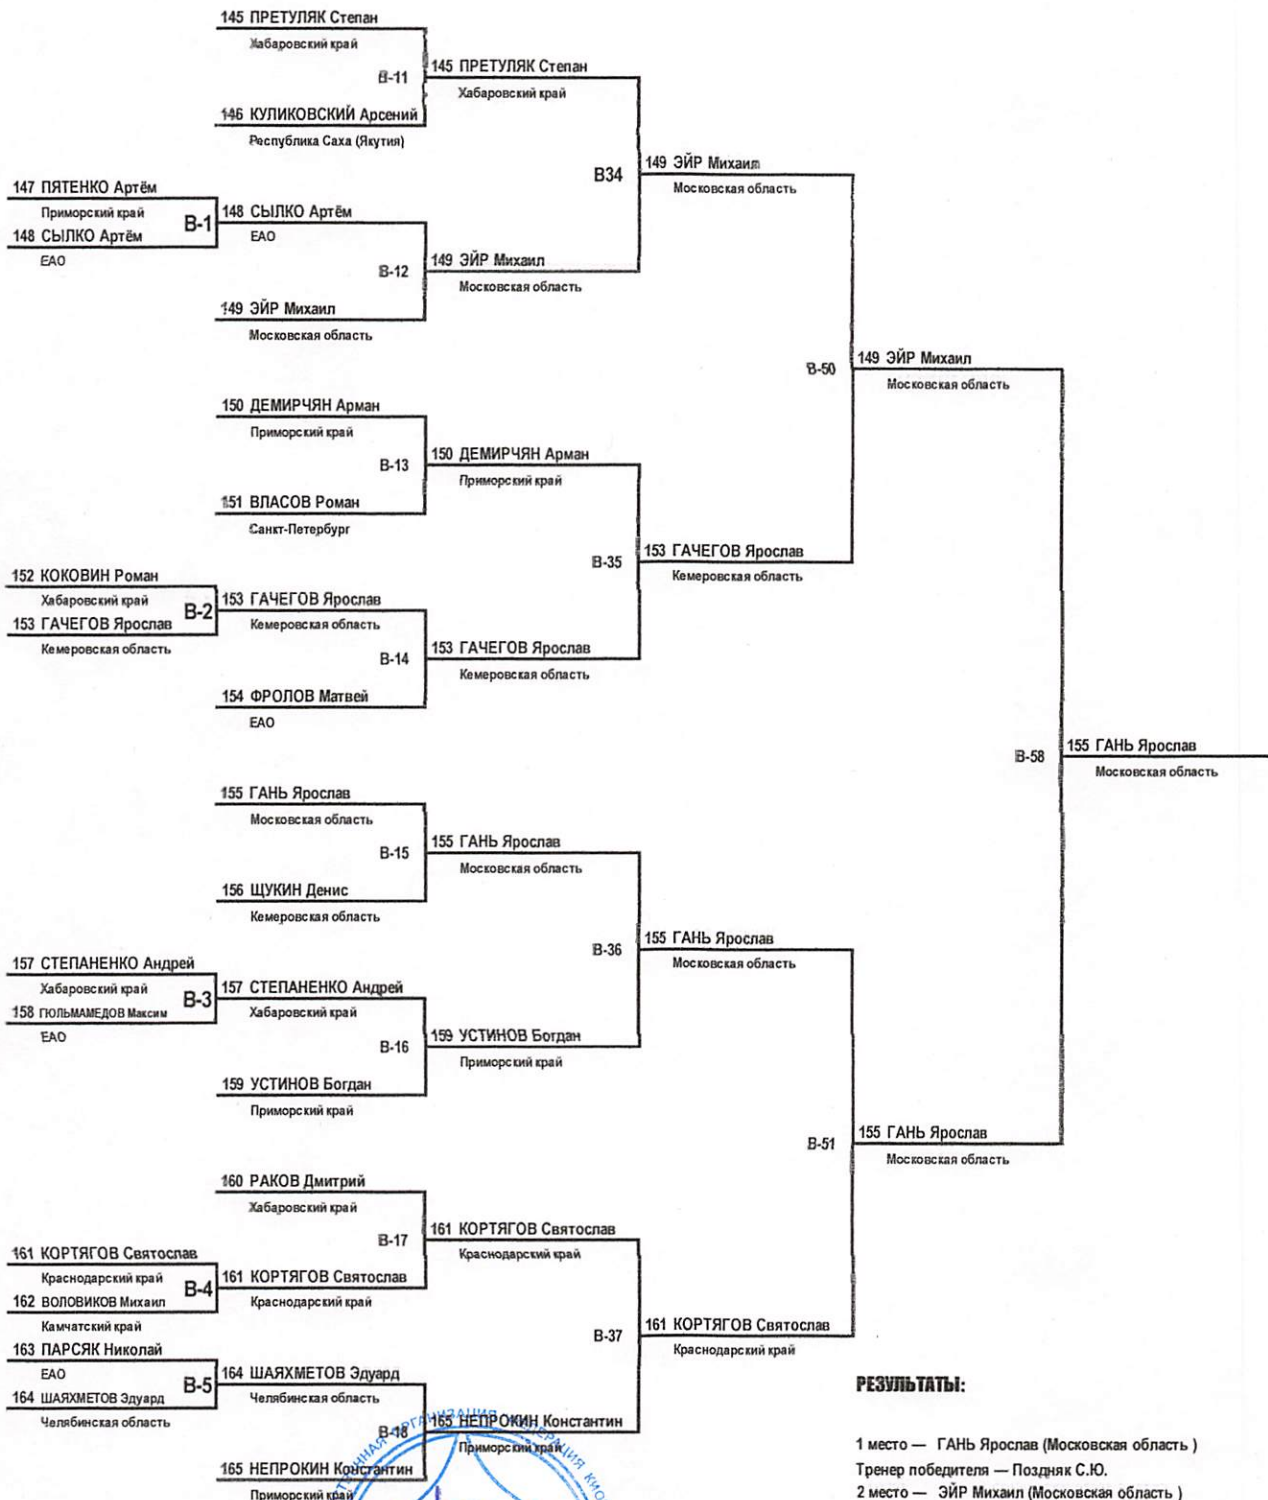 145 ПРЕТУЛЯК Степан
Хабаровский край
В-11
146 КУЛИКОВСКИЙ Арсений
Республика Саха (Якутия)
145 ПРЕТУЛЯК Степан
Хабаровский край
147 ПЯТЕНКО Артём
Приморский край
В-1
148 СЫЛКО Артём
ЕАО
148 СЫЛКО Артём
ЕАО
В-12
149 ЭЙР Михаил
Московская область
149 ЭЙР Михаил
Московская область
В34
149 ЭЙР Михаил
Московская область
150 ДЕМИРЧЯН Арман
Приморский край
В-13
151 ВЛАСОВ Роман
Санкт-Петербург
150 ДЕМИРЧЯН Арман
Приморский край
152 КОКОВИН Роман
Хабаровский край
В-2
153 ГАЧЕГОВ Ярослав
Кемеровская область
153 ГАЧЕГОВ Ярослав
Кемеровская область
В-14
154 ФРОЛОВ Матвей
ЕАО
153 ГАЧЕГОВ Ярослав
Кемеровская область
В-35
153 ГАЧЕГОВ Ярослав
Кемеровская область
В-50
149 ЭЙР Михаил
Московская область
155 ГАНЬ Ярослав
Московская область
В-15
156 ЩУКИН Денис
Кемеровская область
155 ГАНЬ Ярослав
Московская область
157 СТЕПАНЕНКО Андрей
Хабаровский край
В-3
158 ГЮЛЬМАМЕДОВ Максим
ЕАО
157 СТЕПАНЕНКО Андрей
Хабаровский край
В-16
159 УСТИНОВ Богдан
Приморский край
159 УСТИНОВ Богдан
Приморский край
В-36
155 ГАНЬ Ярослав
Московская область
160 РАКОВ Дмитрий
Хабаровский край
В-17
161 КОРТЯГОВ Святослав
Краснодарский край
В-4
162 ВОЛОВИКОВ Михаил
Камчатский край
161 КОРТЯГОВ Святослав
Краснодарский край
161 КОРТЯГОВ Святослав
Краснодарский край
163 ПАРСЯК Николай
ЕАО
В-5
164 ШАЯХМЕТОВ Эдуард
Челябинская область
164 ШАЯХМЕТОВ Эдуард
Челябинская область
В-18
165 НЕПРОКИН Константин
Приморский край
165 НЕПРОКИН Константин
Приморский край
В-37
161 КОРТЯГОВ Святослав
Краснодарский край
В-51
155 ГАНЬ Ярослав
Московская область
В-58
155 ГАНЬ Ярослав
Московская область
РЕЗУЛЬТАТЫ:
1 место — ГАНЬ Ярослав (Московская область )
Тренер победителя — Поздняк С.Ю.
2 место — ЭЙР Михаил (Московская область )
ОРГАНИЗАЦИЯ